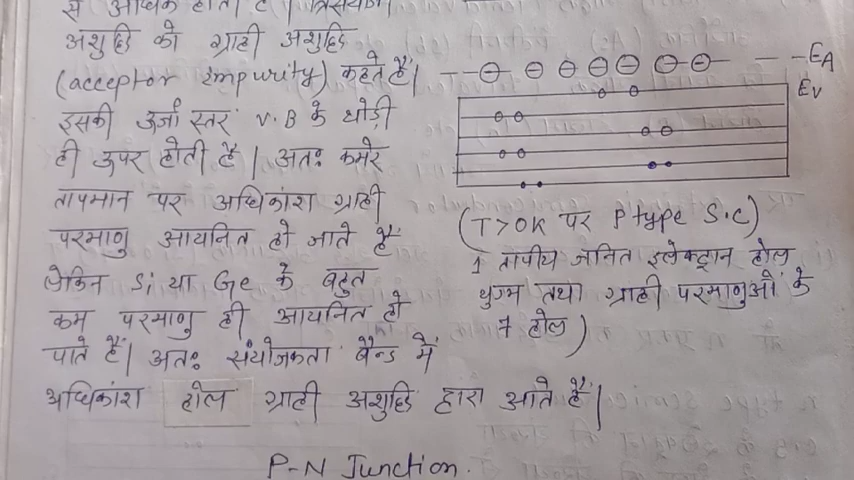 से अधिक होता है।
अशुद्धि को ग्राही अशुद्धि
(acceptor impurity) कहते हैं।
इसकी ऊर्जा स्तर V.B के थोड़ी
ही ऊपर होती है। अतः कमरे
तापमान पर अधिकांश ग्राही
परमाणु आयनित हो जाते हैं
लेकिन Si या Ge के बहुत
कम परमाणु ही आयनित हो
पाते हैं। अतः संयोजकता बैन्ड में
अधिकांश होल ग्राही अशुद्धि द्वारा आते हैं।
EA
Ev
(T>0K पर P type S.C)
1 तापीय जनित इलेक्ट्रान होल
युग्म तथा ग्राही परमाणुओं के
7 होल)
P-N Junction.